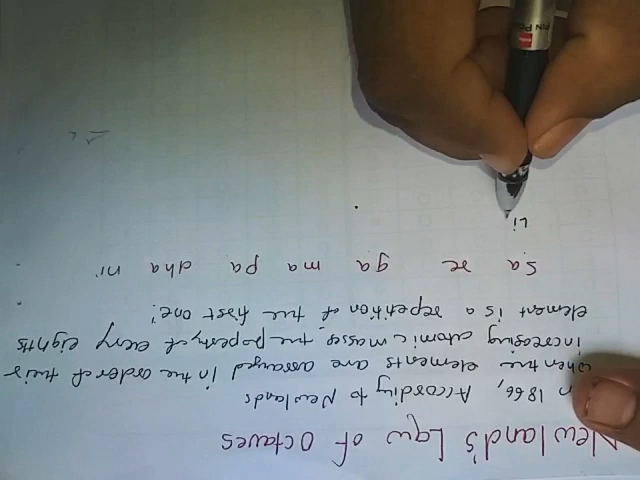 Newland's Law of Octaves
In 1866, According to Newlands
when the elements are arranged in the order of their
increasing atomic masses, the property of every eights
element is a repetition of the first one".
sa re ga ma pa dha ni
Li